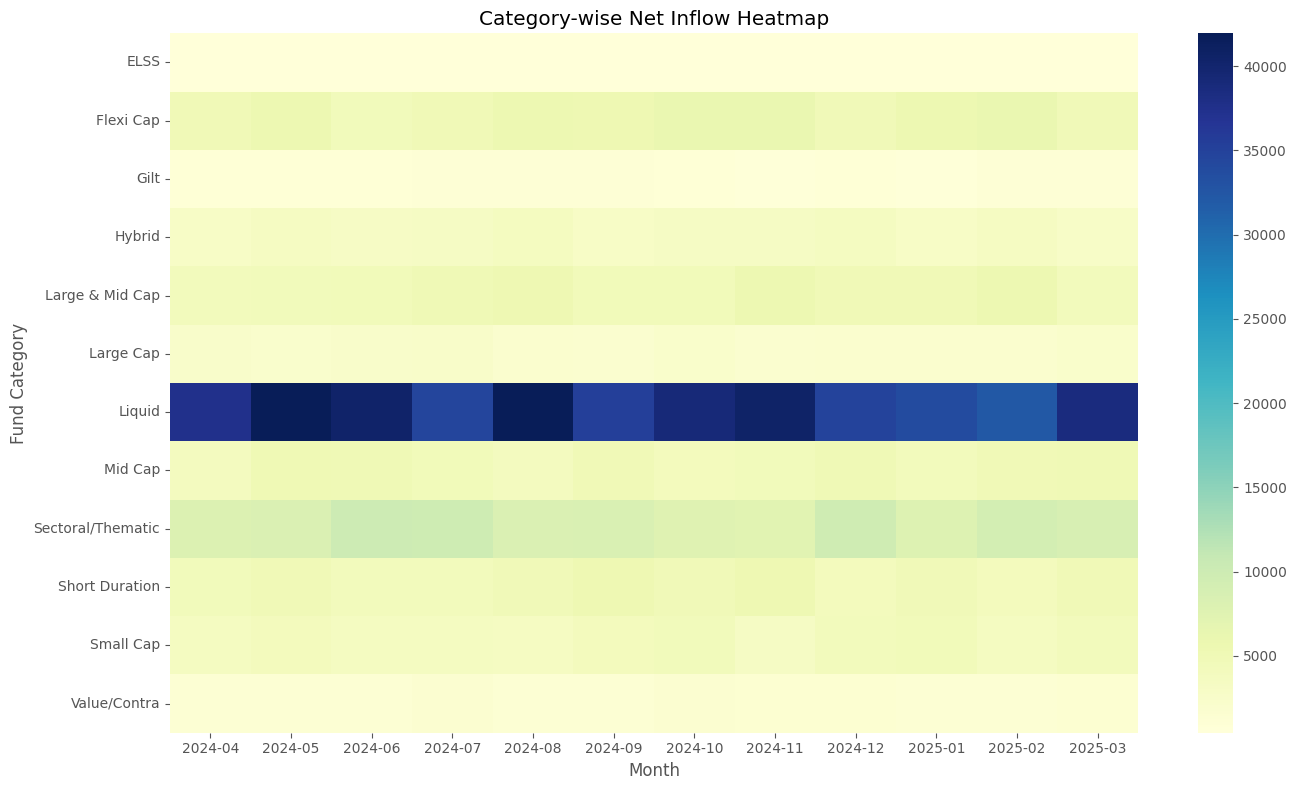 Category-wise Net Inflow Heatmap
Fund Category
ELSS
Flexi Cap
Gilt
Hybrid
Large & Mid Cap
Large Cap
Liquid
Mid Cap
Sectoral/Thematic
Short Duration
Small Cap
Value/Contra
2024-04 2024-05 2024-06 2024-07 2024-08 2024-09 2024-10 2024-11 2024-12 2025-01 2025-02 2025-03
Month
40000
35000
30000
25000
20000
15000
10000
5000